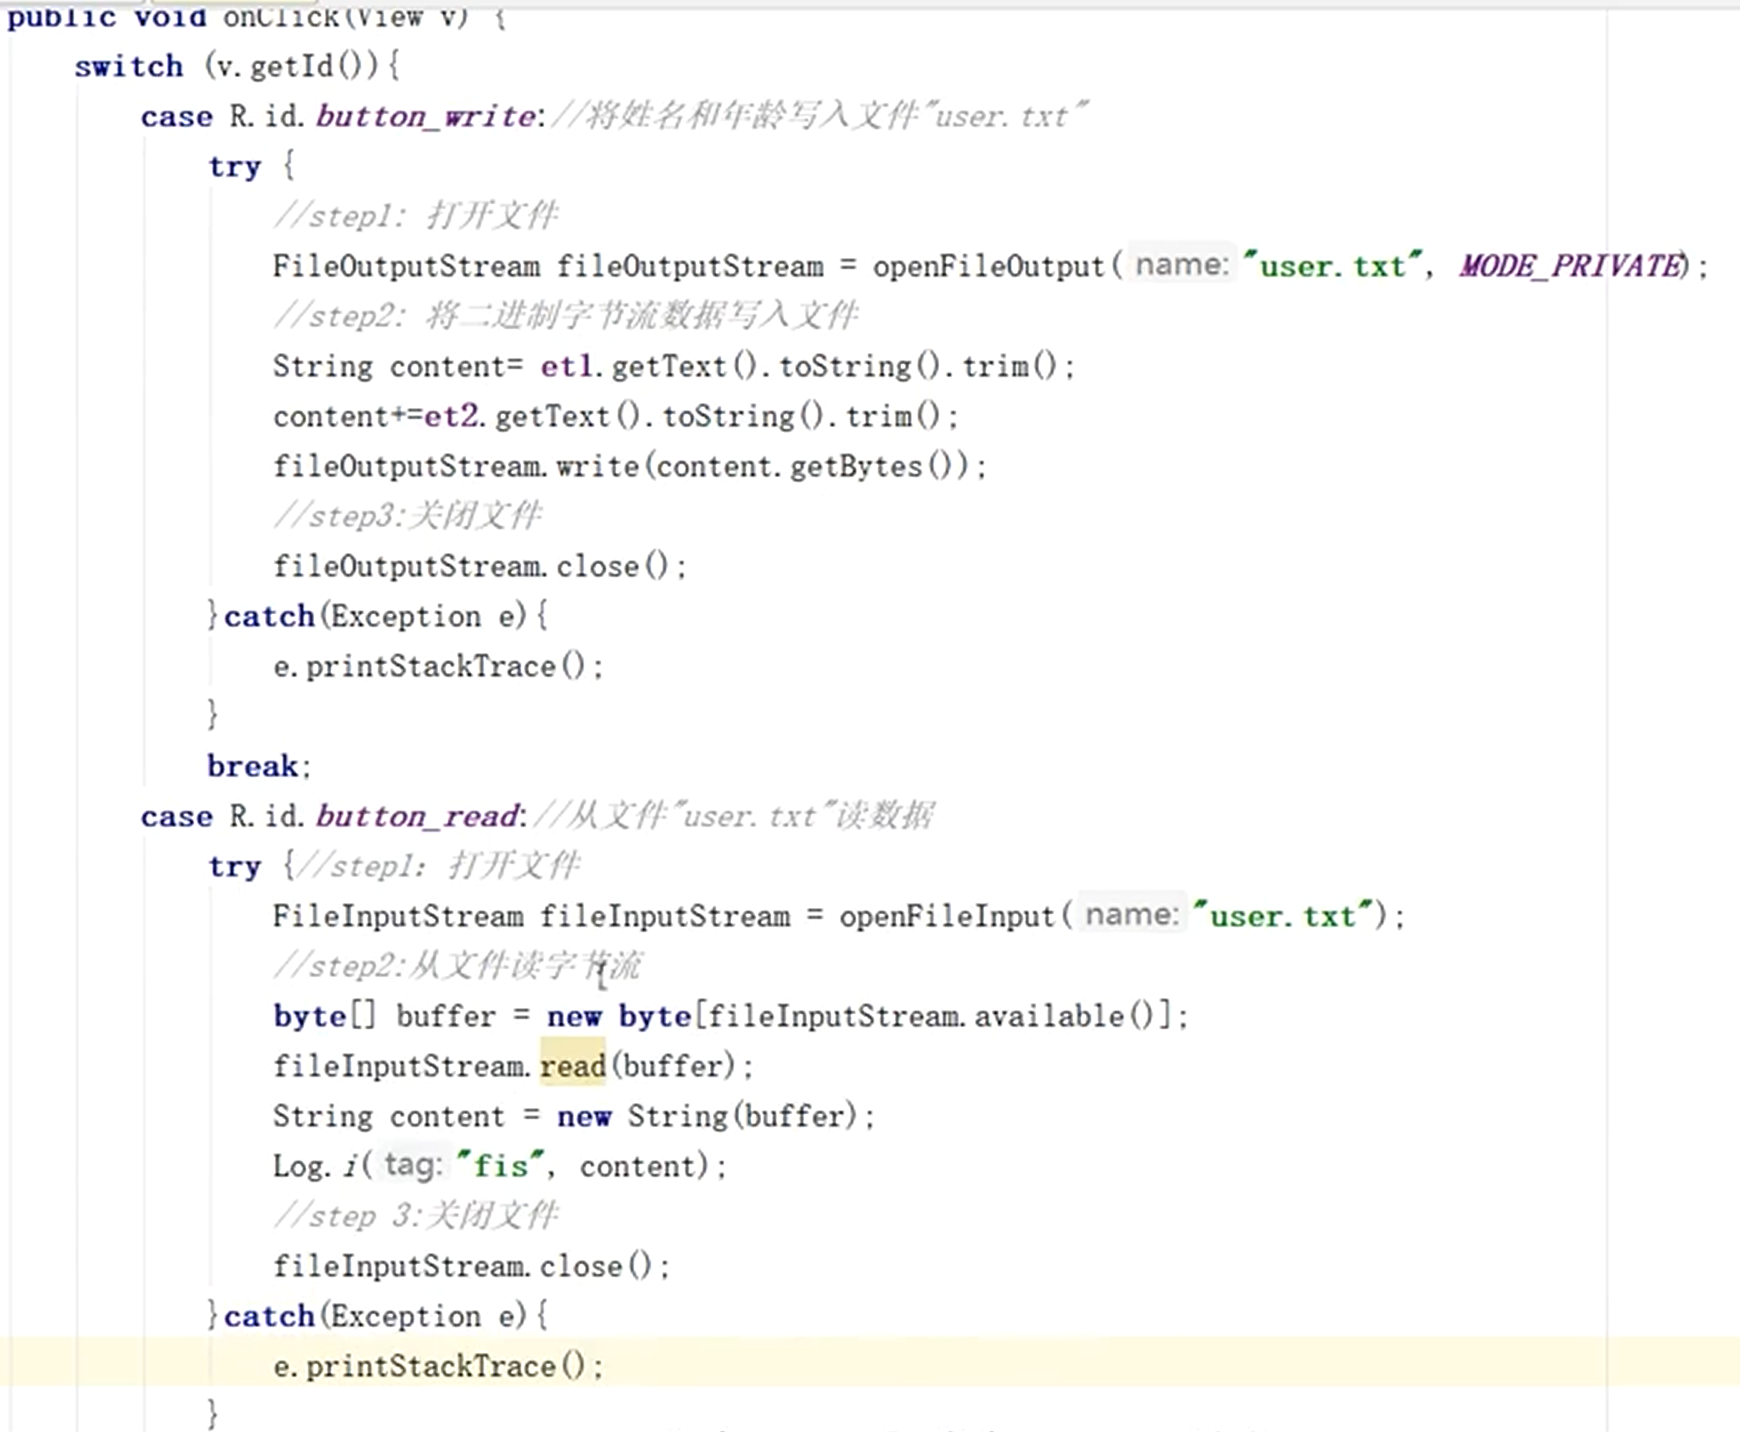 public void onClick(View v) {
switch (v.getId()){
case R.id.button_write://将姓名和年龄写入文件"user.txt"
try {
//step1: 打开文件
FileOutputStream fileOutputStream = openFileOutput( name: "user.txt", MODE_PRIVATE);
//step2: 将二进制字节流数据写入文件
String content= et1.getText().toString().trim();
content+=et2.getText().toString().trim();
fileOutputStream.write(content.getBytes());
//step3:关闭文件
fileOutputStream.close();
}catch(Exception e){
e.printStackTrace();
}
break;
case R.id.button_read://从文件"user.txt"读数据
try {//step1: 打开文件
FileInputStream fileInputStream = openFileInput( name: "user.txt");
//step2:从文件读字节流
byte[] buffer = new byte[fileInputStream.available()];
fileInputStream.read(buffer);
String content = new String(buffer);
Log.i( tag: "fis", content);
//step 3:关闭文件
fileInputStream.close();
}catch(Exception e){
e.printStackTrace();
}